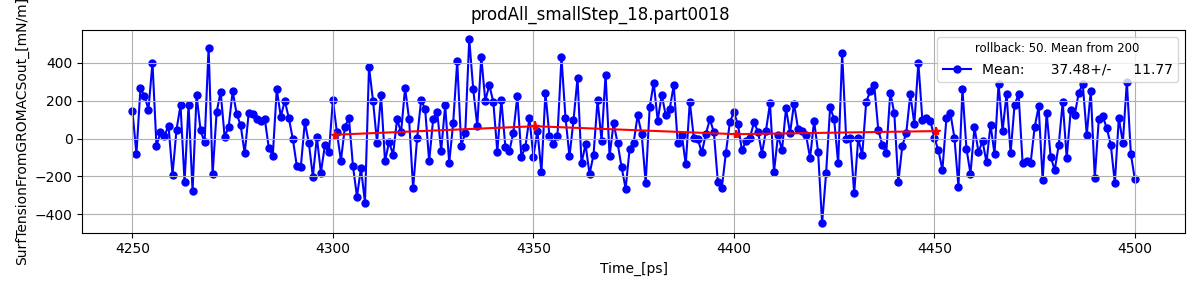 prodAll_smallStep_18.part0018
SurfTensionFromGROMACSout_[mN/m]
400
200
0
−200
−400
rollback: 50. Mean from 200
Mean: 37.48+/- 11.77
4250
4300
4350
4400
4450
4500
Time_[ps]